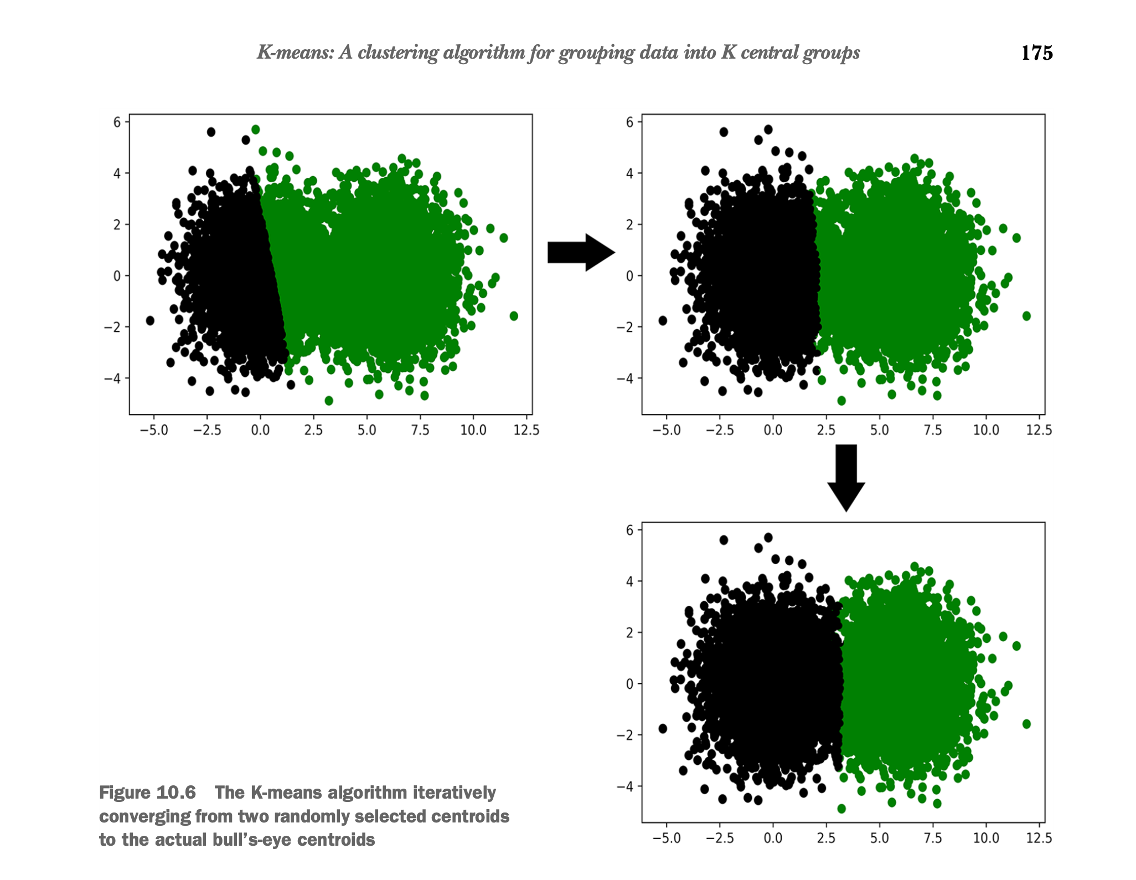 K-means: A clustering algorithm for grouping data into K central groups 175
6
4
2
0
−2
−4
−5.0 −2.5 0.0 2.5 5.0 7.5 10.0 12.5
6
4
2
0
−2
−4
−5.0 −2.5 0.0 2.5 5.0 7.5 10.0 12.5
6
4
2
0
−2
−4
−5.0 −2.5 0.0 2.5 5.0 7.5 10.0 12.5
Figure 10.6 The K-means algorithm iteratively
converging from two randomly selected centroids
to the actual bull’s-eye centroids